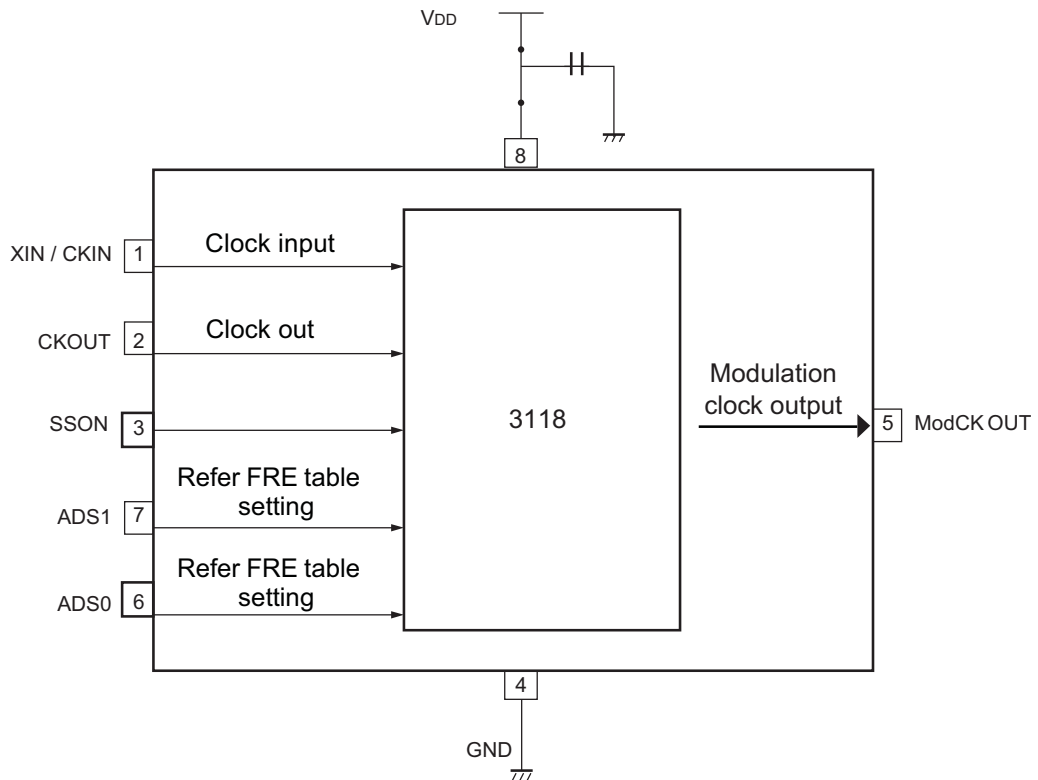 VDD
8
XIN / CKIN 1 Clock input
CKOUT 2 Clock out
SSON 3
3118
Modulation
clock output
5 ModCK OUT
ADS1 7 Refer FRE table
setting
ADS0 6 Refer FRE table
setting
4
GND